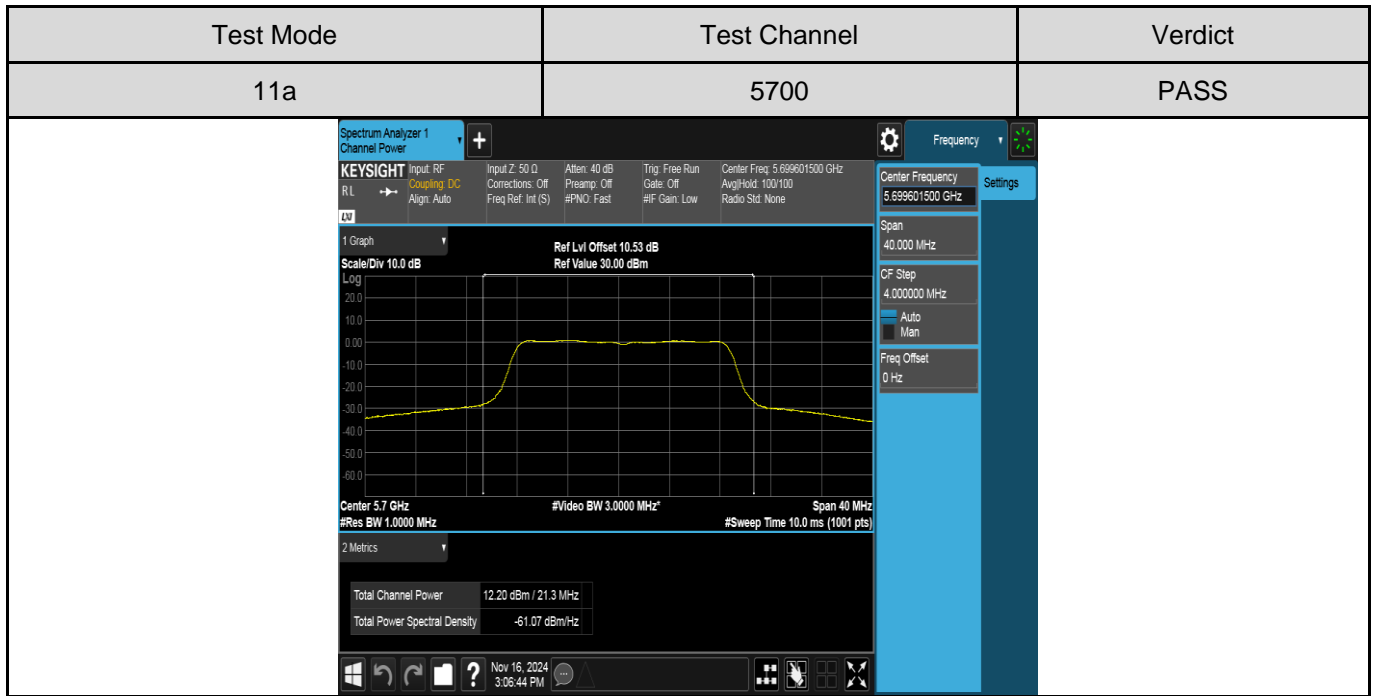 Test Mode Test Channel Verdict
11a 5700 PASS
Spectrum Analyzer 1
Channel Power
+
Frequency
KEYSIGHT Input: RF Input Z: 50 Ω Atten: 40 dB Trig: Free Run Center Freq: 5.699601500 GHz
RL Coupling: DC Corrections: Off Preamp: Off Gate: Off Avg|Hold: 100/100
Align: Auto Freq Ref: Int (S) #PNO: Fast #IF Gain: Low Radio Std: None
LXI
Center Frequency
5.699601500 GHz
Settings
Span
40.000 MHz
CF Step
4.000000 MHz
Auto
Man
Freq Offset
0 Hz
1 Graph
Ref Lvl Offset 10.53 dB
Scale/Div 10.0 dB Ref Value 30.00 dBm
Log
20.0
10.0
0.00
-10.0
-20.0
-30.0
-40.0
-50.0
-60.0
Center 5.7 GHz #Video BW 3.0000 MHz* Span 40 MHz
#Res BW 1.0000 MHz #Sweep Time 10.0 ms (1001 pts)
2 Metrics
Total Channel Power 12.20 dBm / 21.3 MHz
Total Power Spectral Density -61.07 dBm/Hz
? Nov 16, 2024
3:06:44 PM